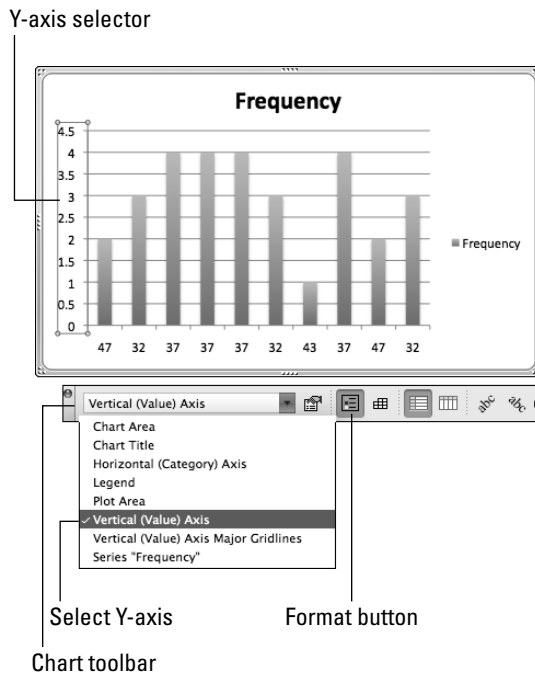 Y-axis selector
Frequency
4.5
4
3.5
3
2.5
2
1.5
1
0.5
0
Frequency
47 32 37 37 37 32 43 37 47 32
Vertical (Value) Axis abc abc
Chart Area
Chart Title
Horizontal (Category) Axis
Legend
Plot Area
✓ Vertical (Value) Axis
Vertical (Value) Axis Major Gridlines
Series "Frequency"
Select Y-axis Format button
Chart toolbar